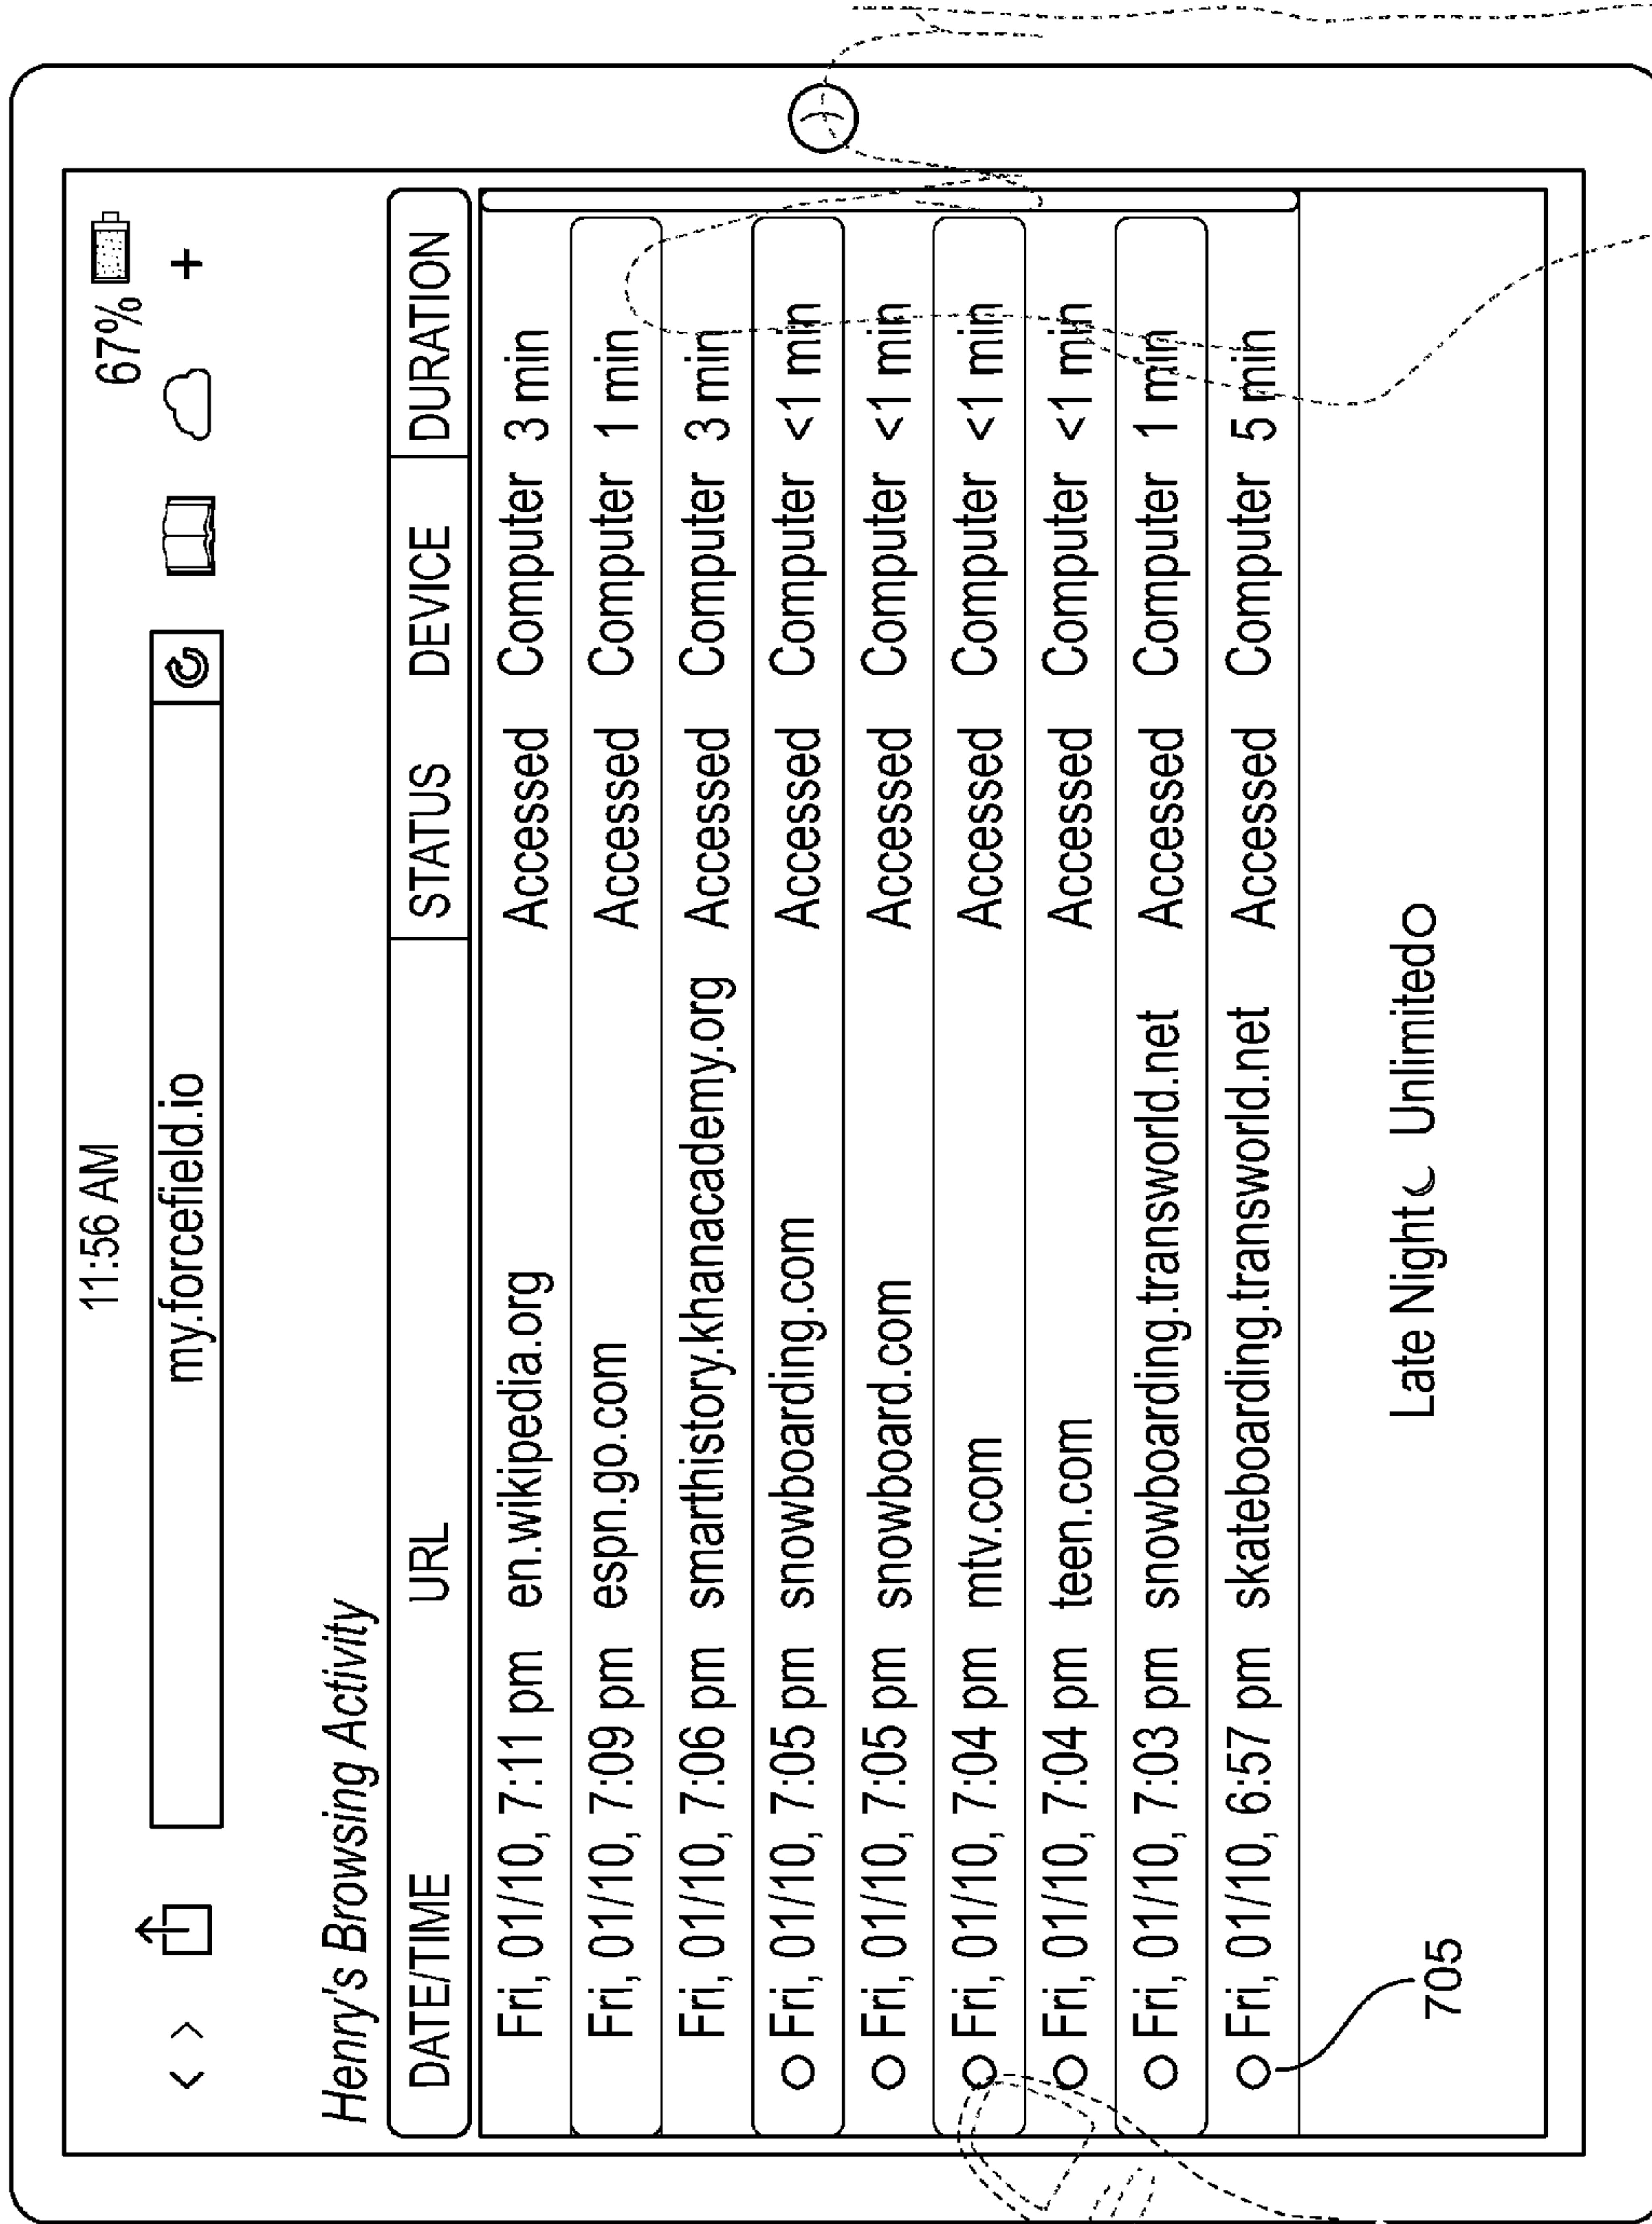 11:56 AM 67%
my.forcefield.io +
Henry's Browsing Activity
DATE/TIME URL STATUS DEVICE DURATION
Fri, 01/10, 7:11 pm en.wikipedia.org Accessed Computer 3 min
Fri, 01/10, 7:09 pm espn.go.com Accessed Computer 1 min
Fri, 01/10, 7:06 pm smarthistory.khanacademy.org Accessed Computer 3 min
Fri, 01/10, 7:05 pm snowboarding.com Accessed Computer <1 min
Fri, 01/10, 7:05 pm snowboard.com Accessed Computer <1 min
Fri, 01/10, 7:04 pm mtv.com Accessed Computer <1 min
Fri, 01/10, 7:04 pm teen.com Accessed Computer <1 min
Fri, 01/10, 7:03 pm snowboarding.transworld.net Accessed Computer 1 min
Fri, 01/10, 6:57 pm skateboarding.transworld.net Accessed Computer 5 min
Late Night Unlimited
705